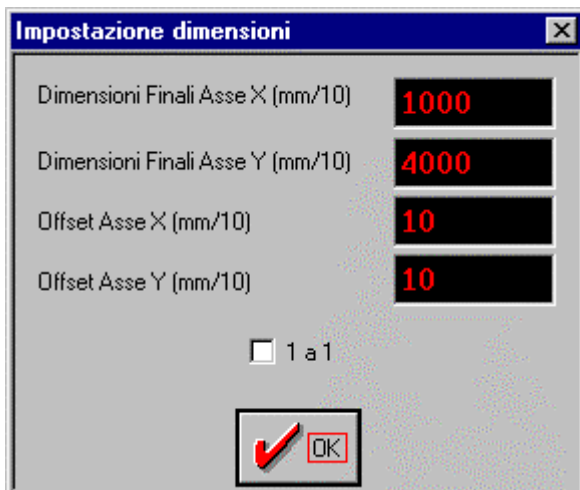 Impostazione dimensioni
Dimensioni Finali Asse X (mm/10) 1000
Dimensioni Finali Asse Y (mm/10) 4000
Offset Asse X (mm/10) 10
Offset Asse Y (mm/10) 10
1 a 1
OK